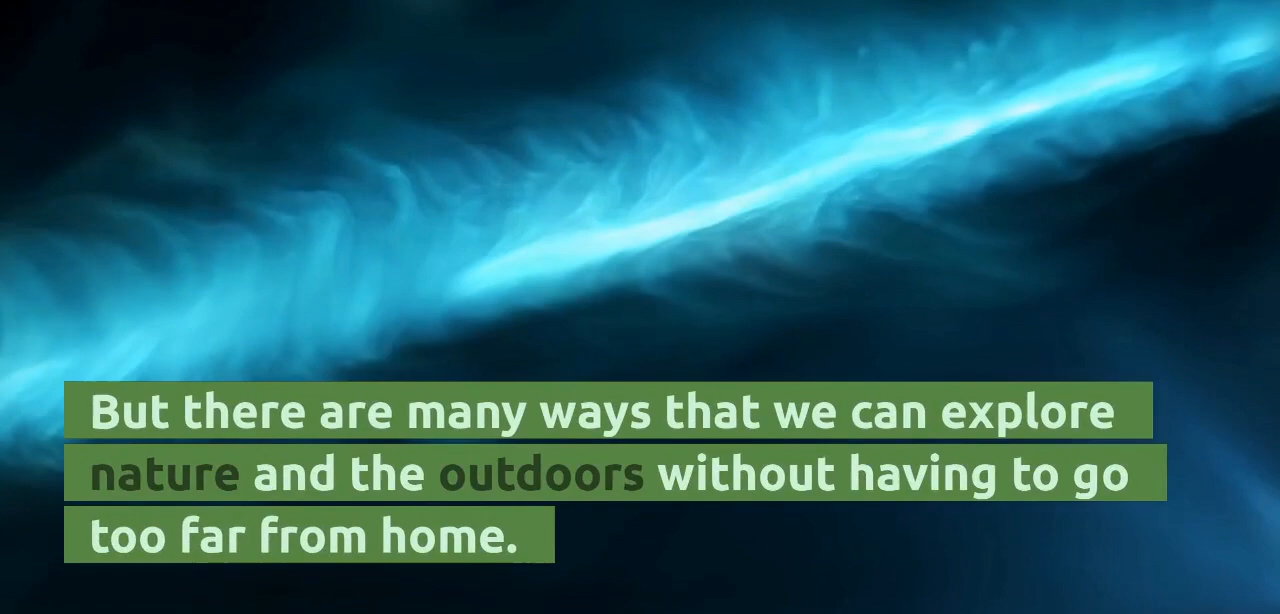 But there are many ways that we can explore
nature and the outdoors without having to go
too far from home.